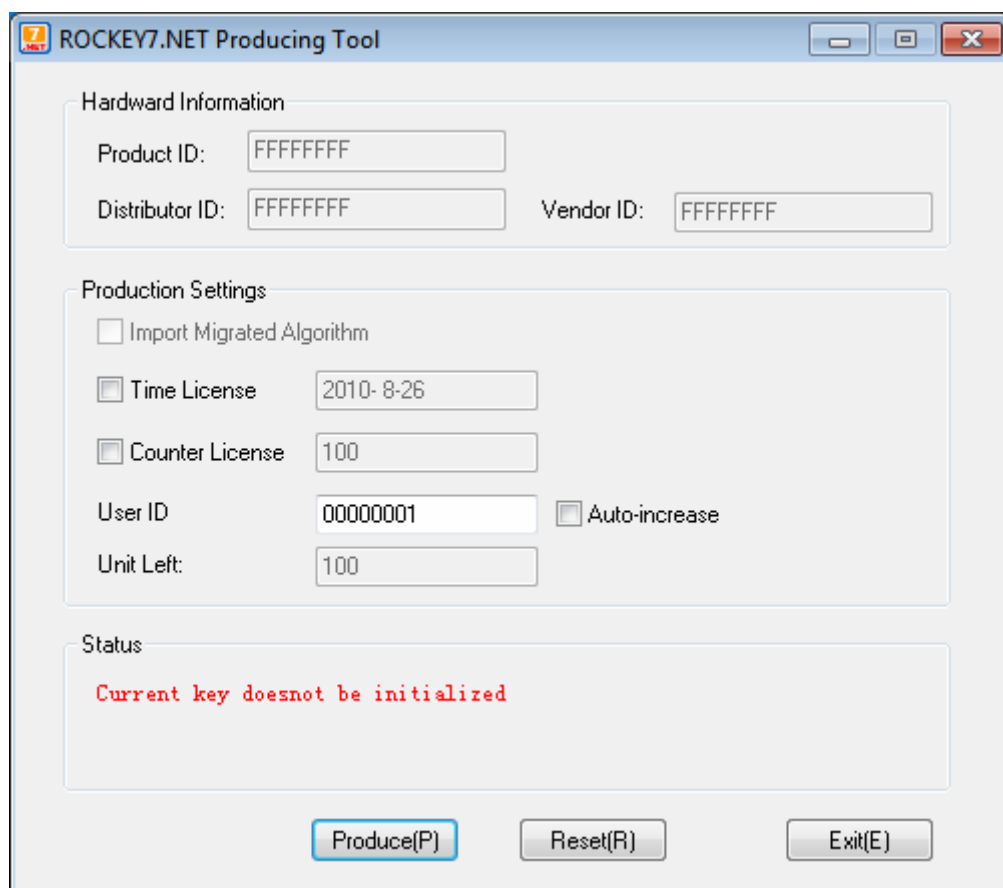 7 .NET ROCKEY7.NET Producing Tool
Hardward Information
Product ID: FFFFFFFF
Distributor ID: FFFFFFFF Vendor ID: FFFFFFFF
Production Settings
Import Migrated Algorithm
Time License 2010- 8-26
Counter License 100
User ID 00000001 Auto-increase
Unit Left: 100
Status
Current key doesnot be initialized
Produce(P) Reset(R) Exit(E)